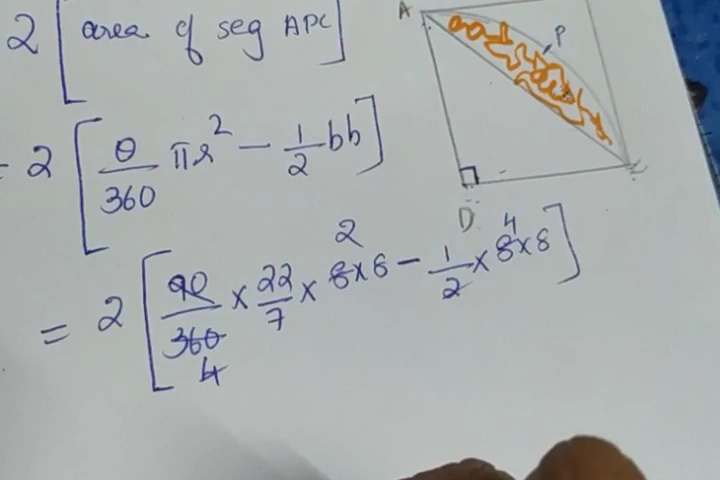 2 [area of seg APC]
= 2 [θ/360 πr² − 1/2 bh]
= 2 [90/360 × 22/7 × 8×8 − 1/2 × 8×8]
4 2 4
A
P
C
D